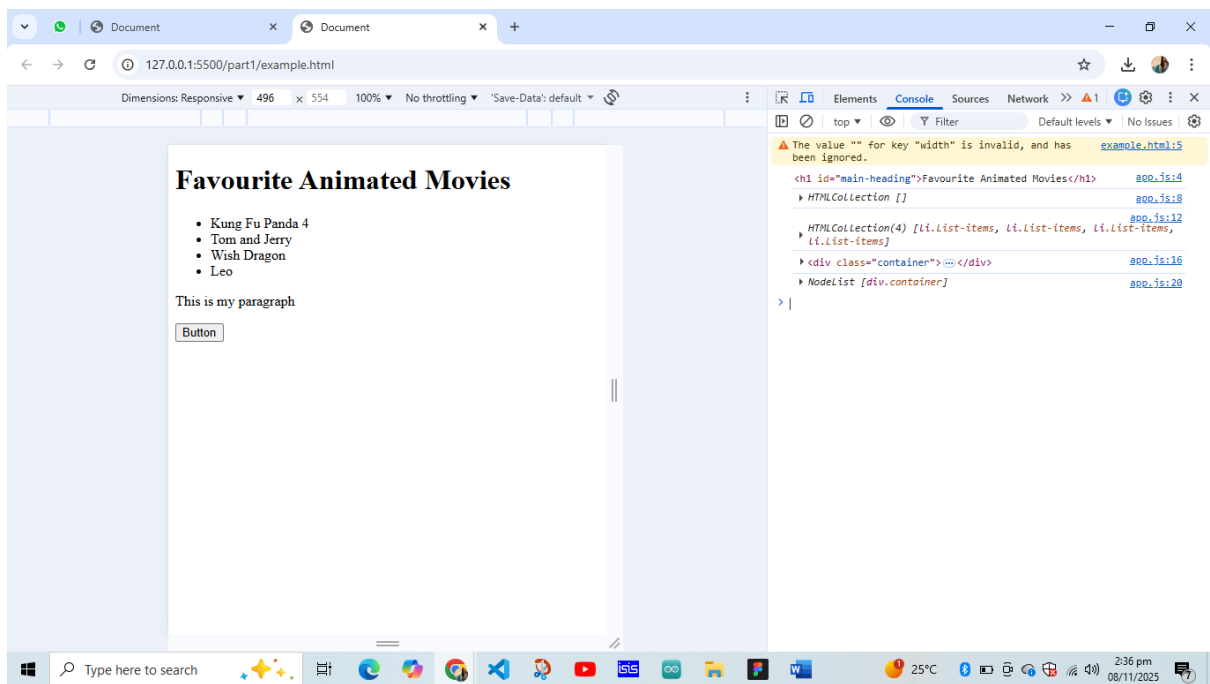 Document
Document
127.0.0.1:5500/part1/example.html
Dimensions: Responsive 496 x 554 100% No throttling 'Save-Data': default
Elements Console Sources Network 1
top Filter Default levels No Issues
The value "" for key "width" is invalid, and has example.html:5
been ignored.
<h1 id="main-heading">Favourite Animated Movies</h1> app.js:4
HTMLCollection [] app.js:8
app.js:12
HTMLCollection(4) [li.List-items, li.List-items, li.List-items,
li.List-items]
<div class="container">…</div> app.js:16
NodeList [div.container] app.js:20
Favourite Animated Movies
• Kung Fu Panda 4
• Tom and Jerry
• Wish Dragon
• Leo
This is my paragraph
Button
Type here to search
isis
25°C
2:36 pm
08/11/2025
7